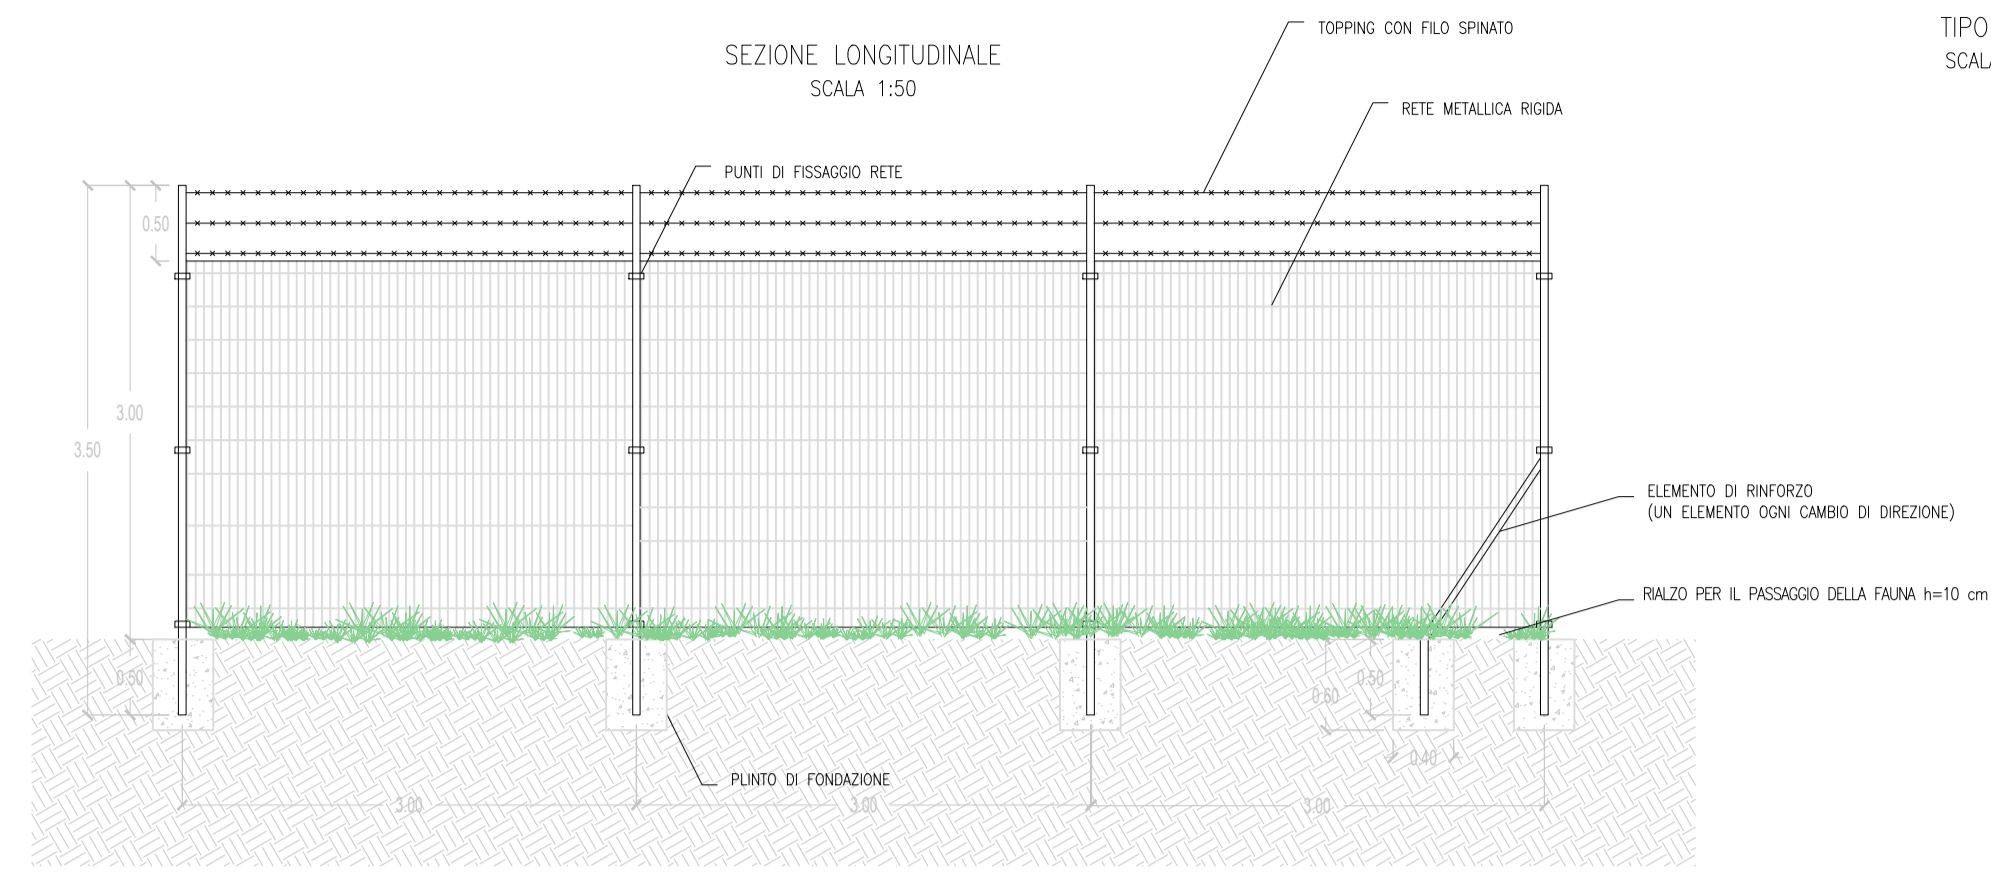 SEZIONE LONGITUDINALE
SCALA 1:50
TOPPING CON FILO SPINATO
TIPO
SCALA
RETE METALLICA RIGIDA
PUNTI DI FISSAGGIO RETE
0.50
3.00
3.50
ELEMENTO DI RINFORZO
(UN ELEMENTO OGNI CAMBIO DI DIREZIONE)
RIALZO PER IL PASSAGGIO DELLA FAUNA h=10 cm
0.50
0.50
0.60
0.40
PLINTO DI FONDAZIONE
3.00
3.00
3.00